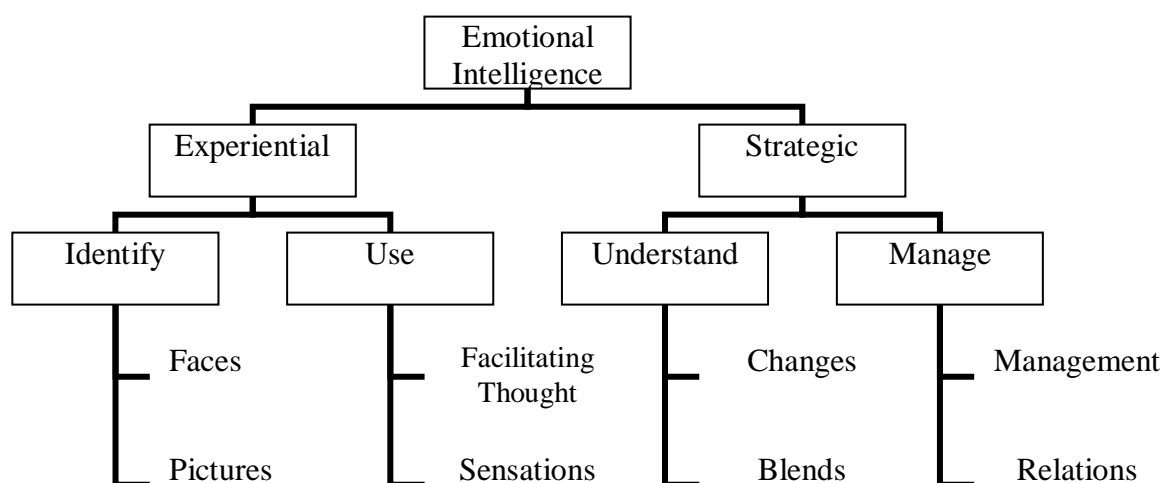 Emotional
Intelligence
Experiential
Strategic
Identify
Use
Understand
Manage
Faces
Facilitating
Thought
Changes
Management
Pictures
Sensations
Blends
Relations